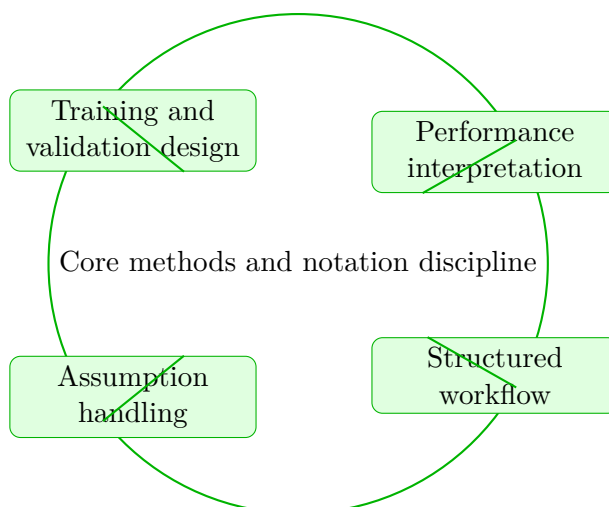 Training and
validation design
Performance
interpretation
Core methods and notation discipline
Assumption
handling
Structured
workflow